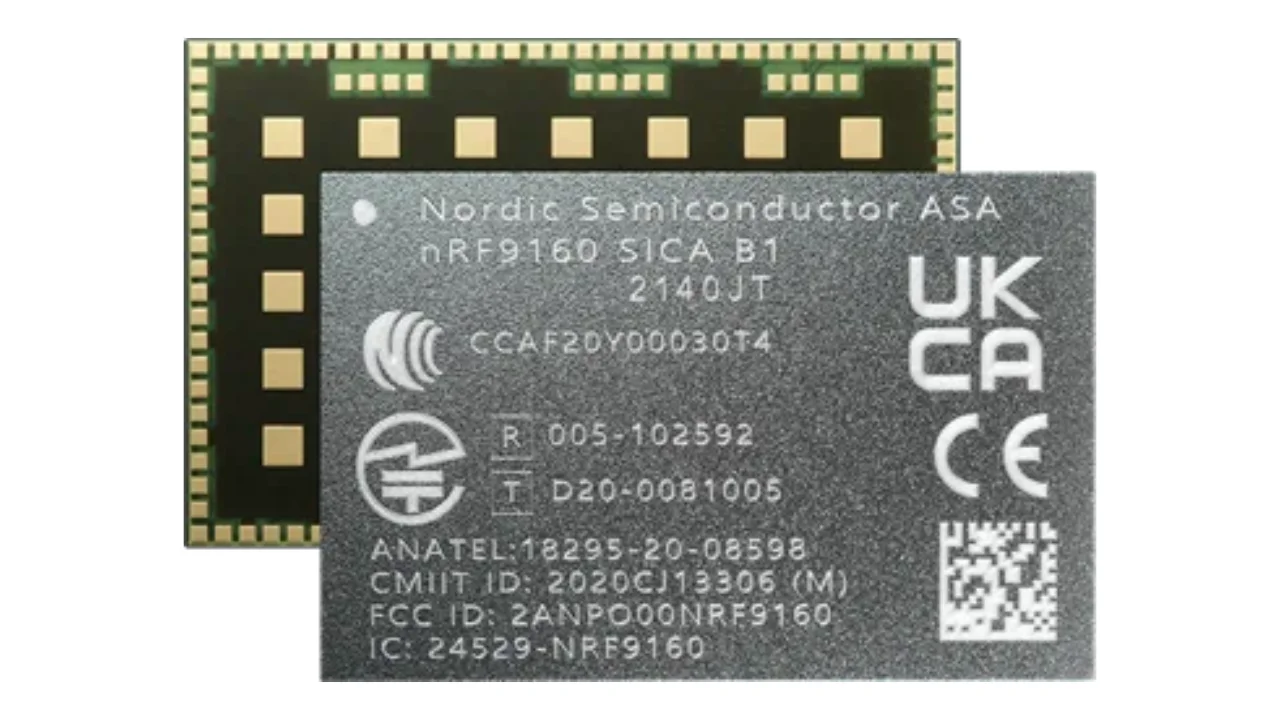 Nordic Semiconductor ASA
nRF9160 SICA B1
2140JT
CCAF20Y00030T4
R 005-102592
T D20-0081005
ANATEL:18295-20-08598
CMIIT ID: 2020CJ13306 (M)
FCC ID: 2ANPO00NRF9160
IC: 24529-NRF9160
UK
CA
CE